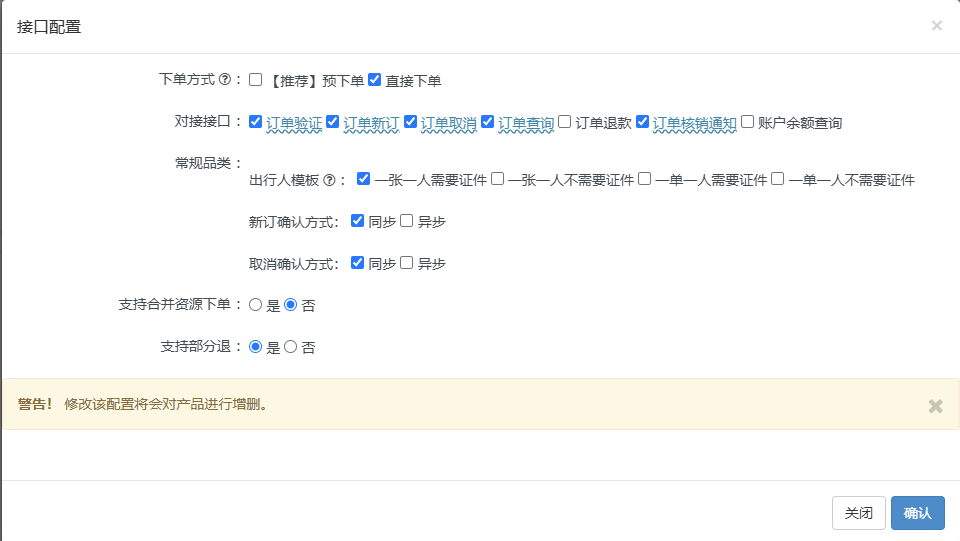 接口配置 ×
下单方式 ? : 【推荐】预下单 直接下单
对接接口 : 订单验证 订单新订 订单取消 订单查询 订单退款 订单核销通知 账户余额查询
常规品类 :
出行人模板 ? : 一张一人需要证件 一张一人不需要证件 一单一人需要证件 一单一人不需要证件
新订确认方式: 同步 异步
取消确认方式: 同步 异步
支持合并资源下单 : 是 否
支持部分退 : 是 否
警告! 修改该配置将会对产品进行增删。
关闭 确认